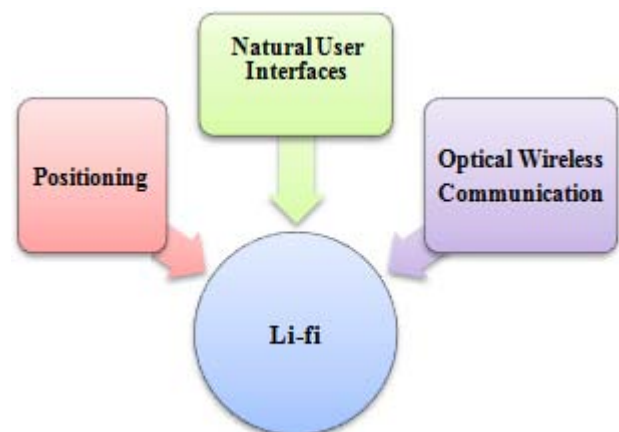 Natural User
Interfaces
Positioning
Optical Wireless
Communication
Li-fi